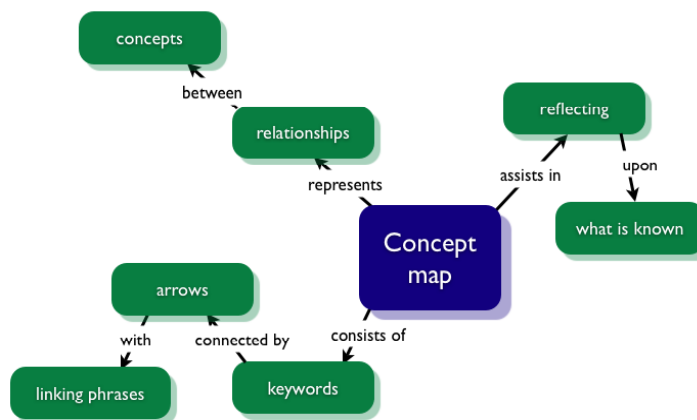 concepts
between
relationships
represents
reflecting
assists in
upon
what is known
Concept
map
arrows
with
connected by
consists of
linking phrases
keywords